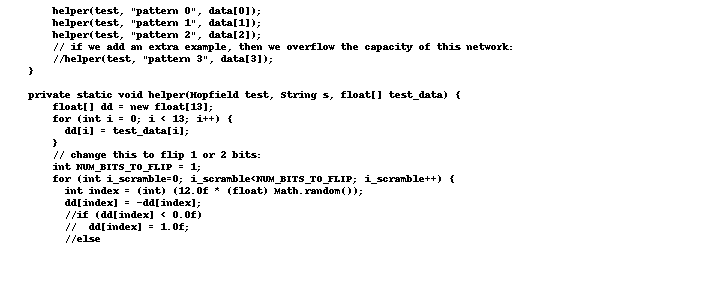 helper(test, "pattern 0", data[0]);
helper(test, "pattern 1", data[1]);
helper(test, "pattern 2", data[2]);
// if we add an extra example, then we overflow the capacity of this network:
//helper(test, "pattern 3", data[3]);
}
private static void helper(Hopfield test, String s, float[] test_data) {
float[] dd = new float[13];
for (int i = 0; i < 13; i++) {
dd[i] = test_data[i];
}
// change this to flip 1 or 2 bits:
int NUM_BITS_TO_FLIP = 1;
for (int i_scramble=0; i_scramble<NUM_BITS_TO_FLIP; i_scramble++) {
int index = (int) (12.0f * (float) Math.random());
dd[index] = -dd[index];
//if (dd[index] < 0.0f)
//  dd[index] = 1.0f;
//else